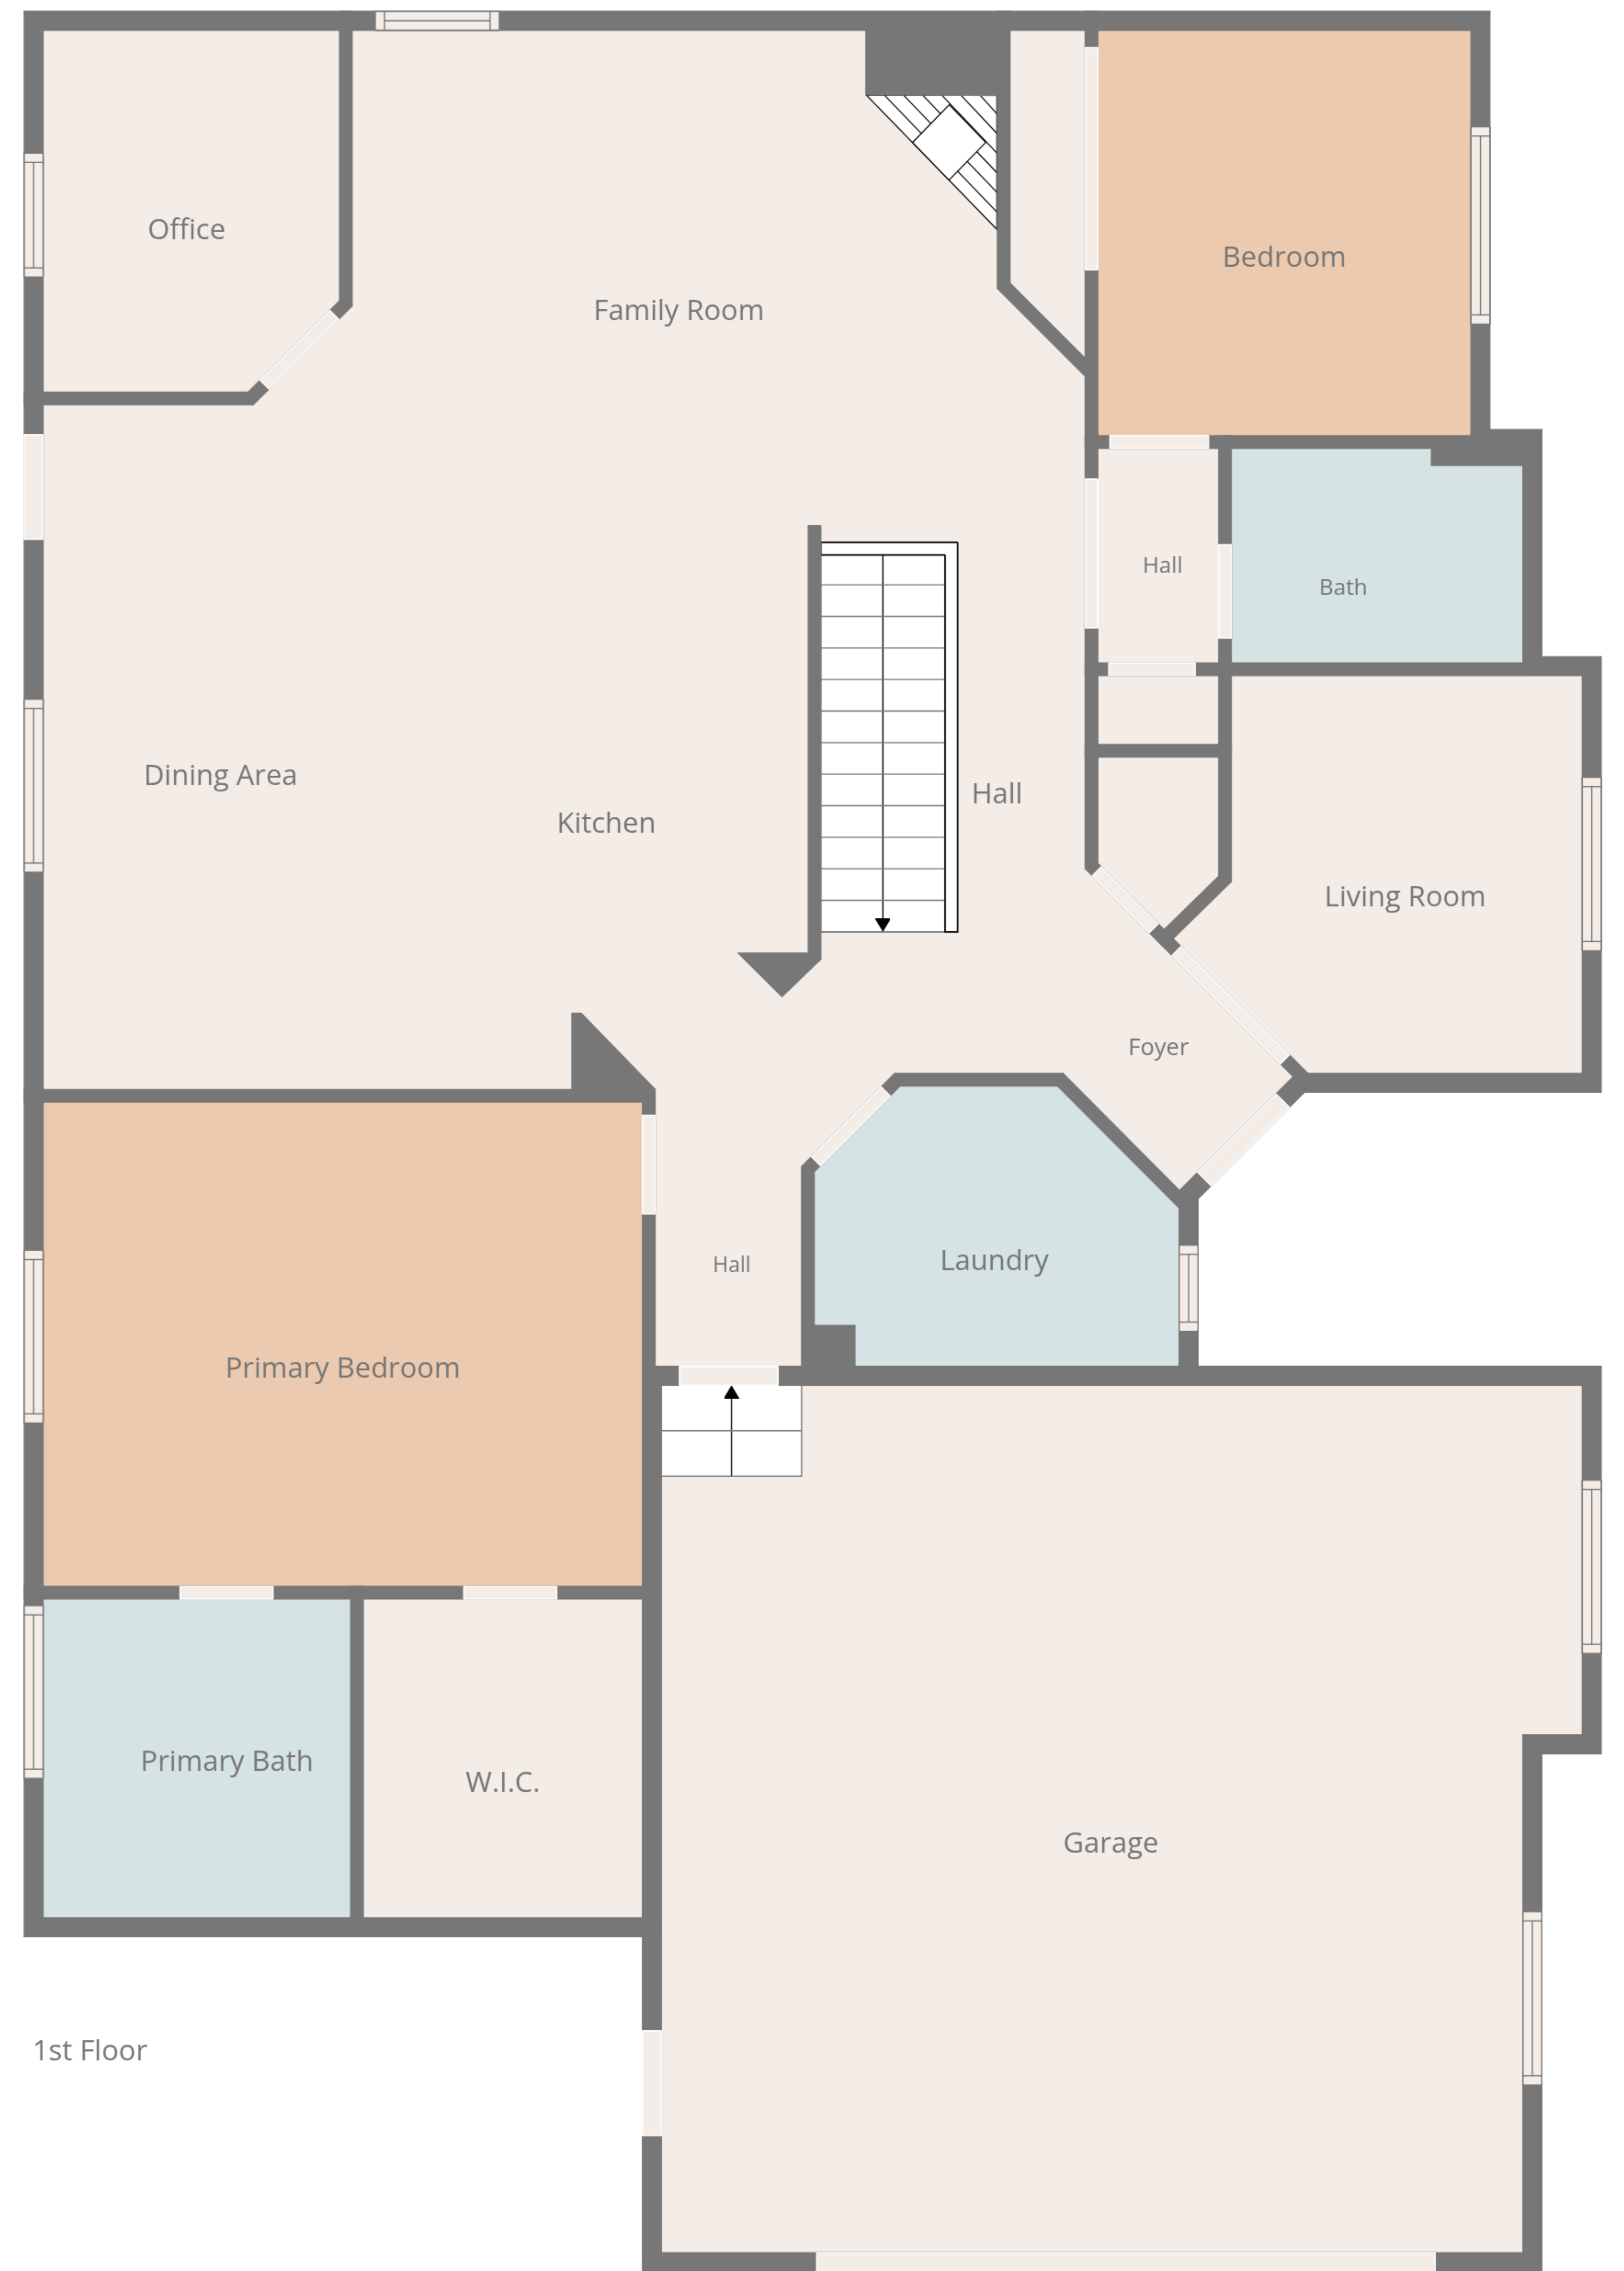 Office
Bedroom
Family Room
Hall
Bath
Dining Area
Hall
Kitchen
Living Room
Foyer
Laundry
Hall
Primary Bedroom
Primary Bath
W.I.C.
Garage
1st Floor